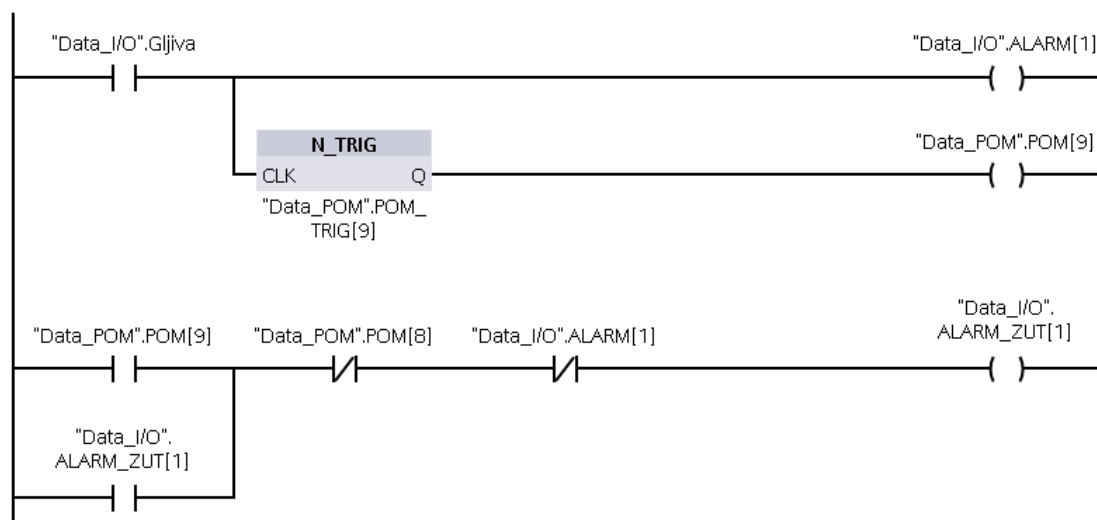 "Data_I/O".Gljiva
"Data_I/O".ALARM[1]
N_TRIG
CLK Q
"Data_POM".POM_
TRIG[9]
"Data_POM".POM[9]
"Data_POM".POM[9]
"Data_POM".POM[8]
"Data_I/O".ALARM[1]
"Data_I/O".
ALARM_ZUT[1]
"Data_I/O".
ALARM_ZUT[1]